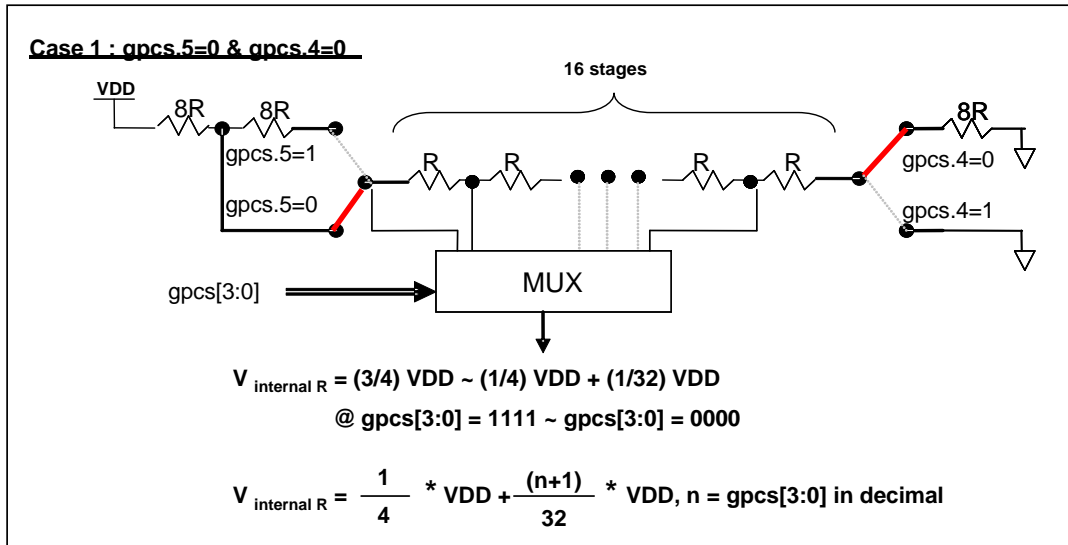 Case 1 : gpcs.5=0 & gpcs.4=0
16 stages
VDD
8R 8R 8R
gpcs.5=1
R R R R
gpcs.4=0
gpcs.5=0
gpcs.4=1
MUX
gpcs[3:0]
V internal R = (3/4) VDD ~ (1/4) VDD + (1/32) VDD
@ gpcs[3:0] = 1111 ~ gpcs[3:0] = 0000
V internal R = 1/4 * VDD + (n+1)/32 * VDD, n = gpcs[3:0] in decimal